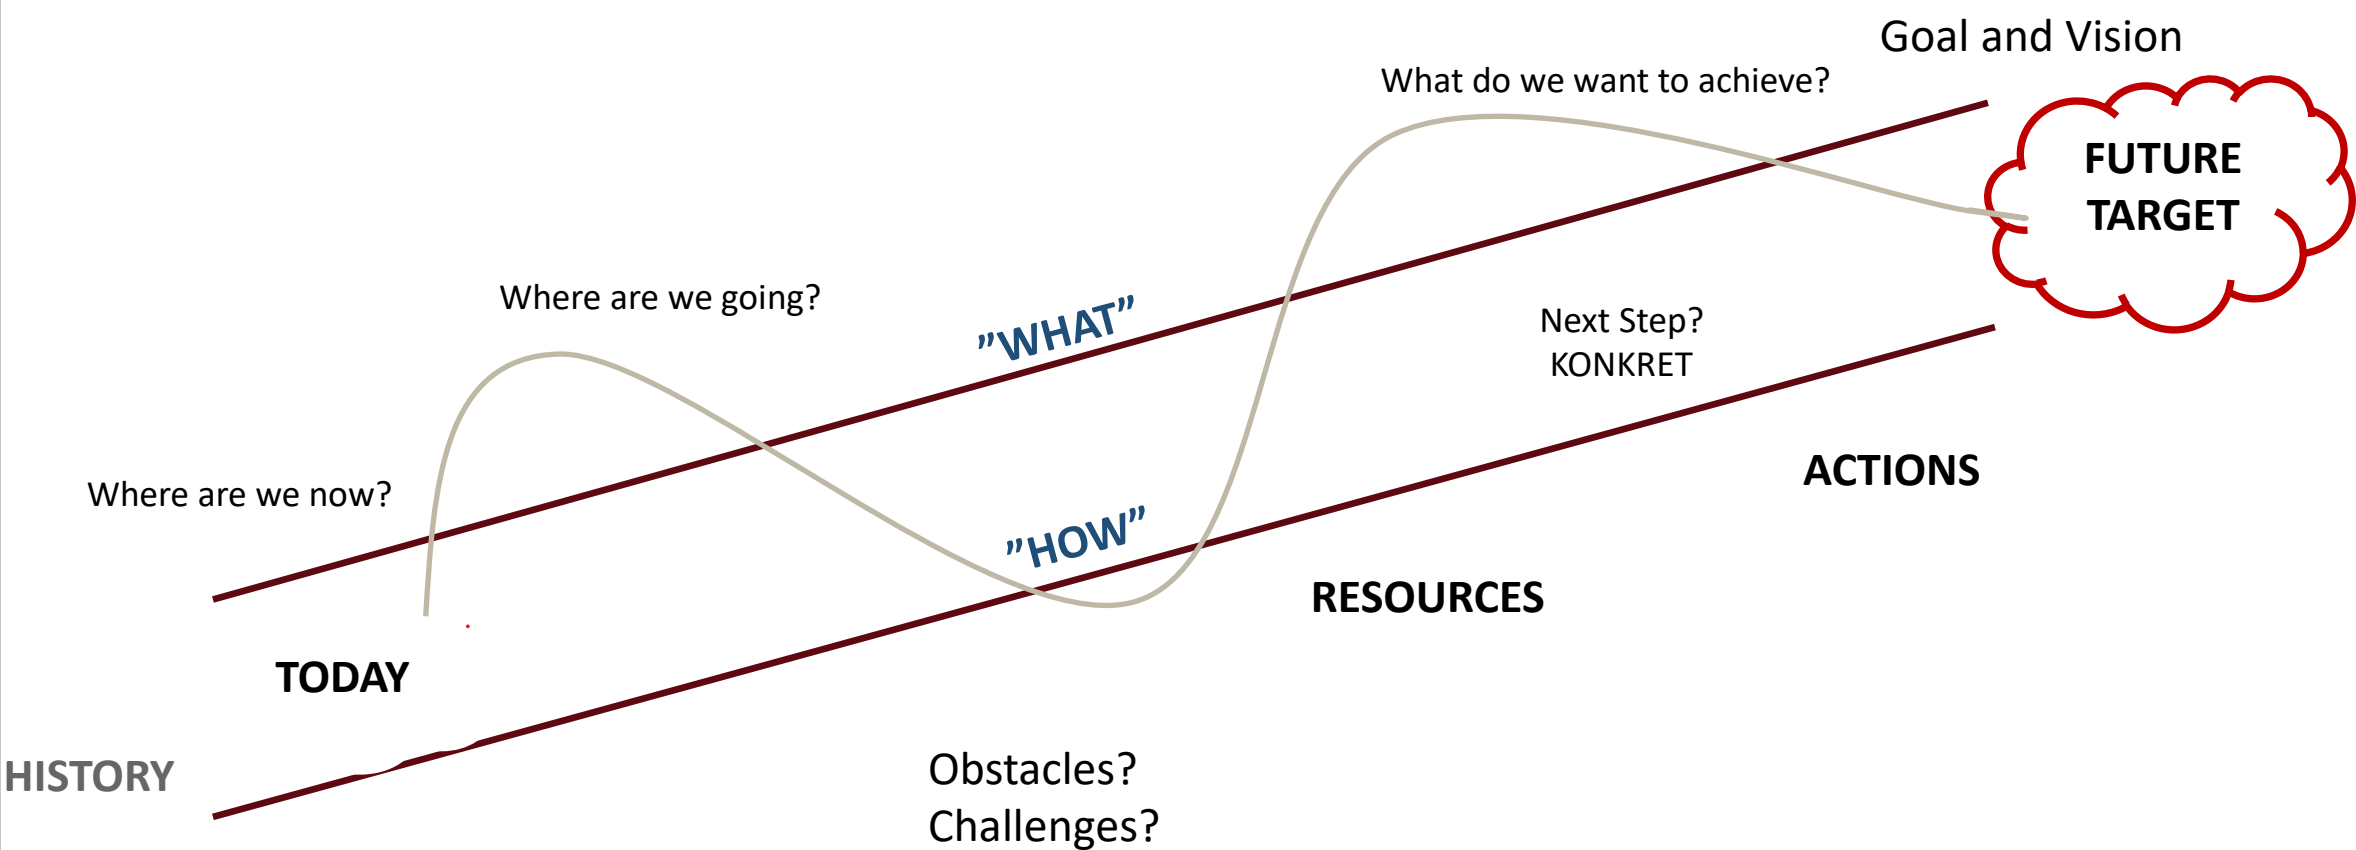 Goal and Vision
What do we want to achieve?
FUTURE
TARGET
Where are we going?
”WHAT”
Next Step?
KONKRET
Where are we now?
”HOW”
ACTIONS
RESOURCES
TODAY
HISTORY
Obstacles?
Challenges?